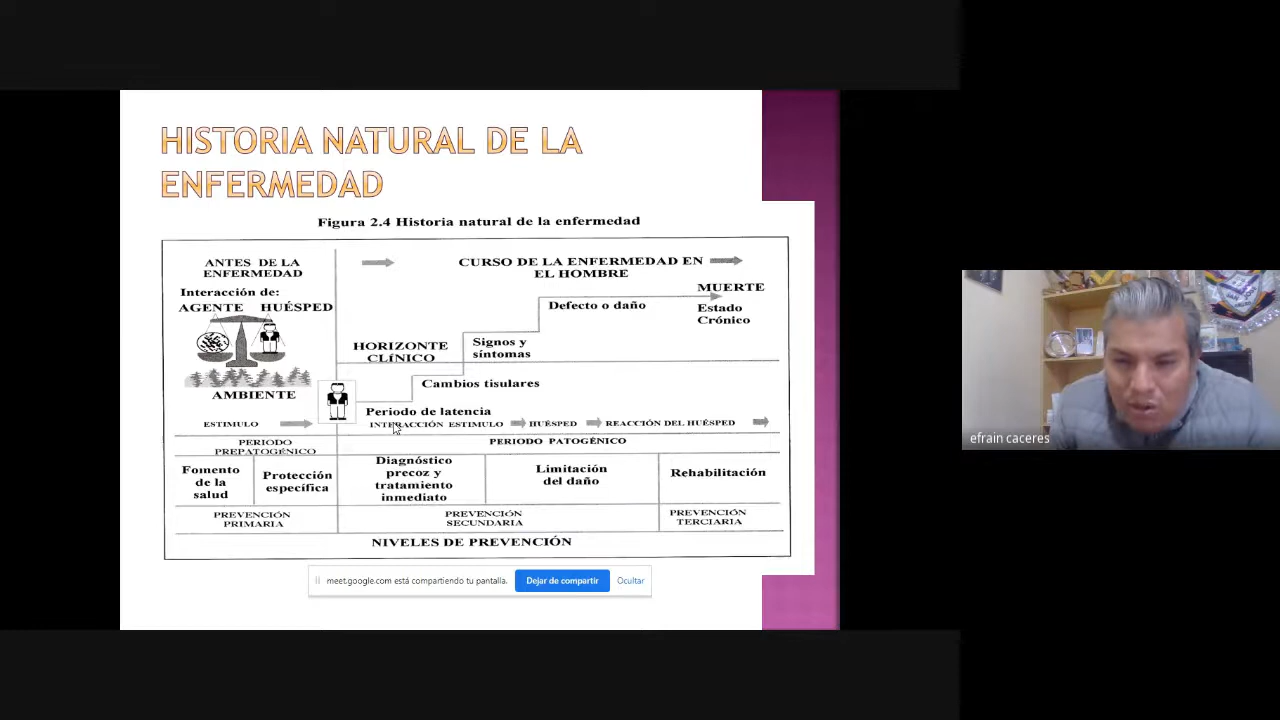 HISTORIA NATURAL DE LA
ENFERMEDAD
Figura 2.4 Historia natural de la enfermedad
ANTES DE LA
ENFERMEDAD
CURSO DE LA ENFERMEDAD EN
EL HOMBRE
Interacción de:
AGENTE HUÉSPED
MUERTE
Defecto o daño
Estado
Crónico
HORIZONTE
CLÍNICO
Signos y
síntomas
Cambios tisulares
AMBIENTE
Periodo de latencia
ESTIMULO
INTERACCIÓN ESTIMULO
HUÉSPED
REACCIÓN DEL HUÉSPED
PERIODO
PREPATOGÉNICO
PERIODO PATOGÉNICO
Fomento
de la
salud
Protección
específica
Diagnóstico
precoz y
tratamiento
inmediato
Limitación
del daño
Rehabilitación
PREVENCIÓN
PRIMARIA
PREVENCIÓN
SECUNDARIA
PREVENCIÓN
TERCIARIA
NIVELES DE PREVENCIÓN
meet.google.com está compartiendo tu pantalla.
Dejar de compartir
Ocultar
efrain caceres